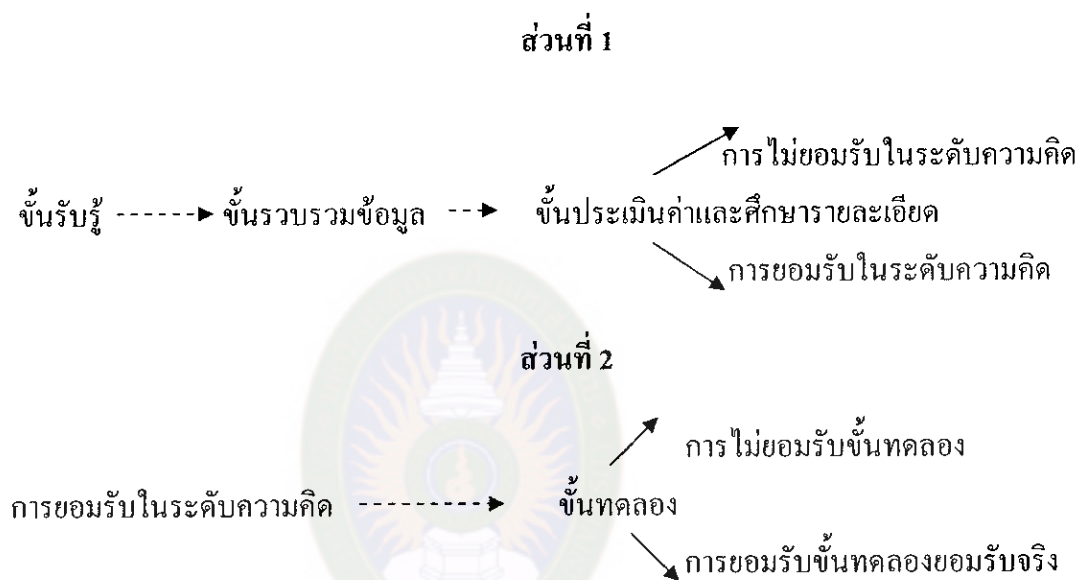 ส่วนที่ 1
การไม่ยอมรับในระดับความคิด
ขั้นรับรู้ ขั้นรวบรวมข้อมูล ขั้นประเมินค่าและศึกษารายละเอียด
การยอมรับในระดับความคิด
ส่วนที่ 2
การไม่ยอมรับขั้นทดลอง
การยอมรับในระดับความคิด ขั้นทดลอง
การยอมรับขั้นทดลองยอมรับจริง